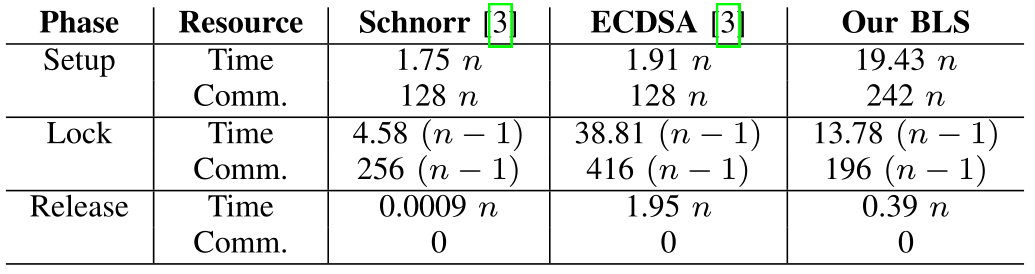 Phase Resource Schnorr [3] ECDSA [3] Our BLS
Setup Time 1.75 n 1.91 n 19.43 n
Comm. 128 n 128 n 242 n
Lock Time 4.58 (n − 1) 38.81 (n − 1) 13.78 (n − 1)
Comm. 256 (n − 1) 416 (n − 1) 196 (n − 1)
Release Time 0.0009 n 1.95 n 0.39 n
Comm. 0 0 0